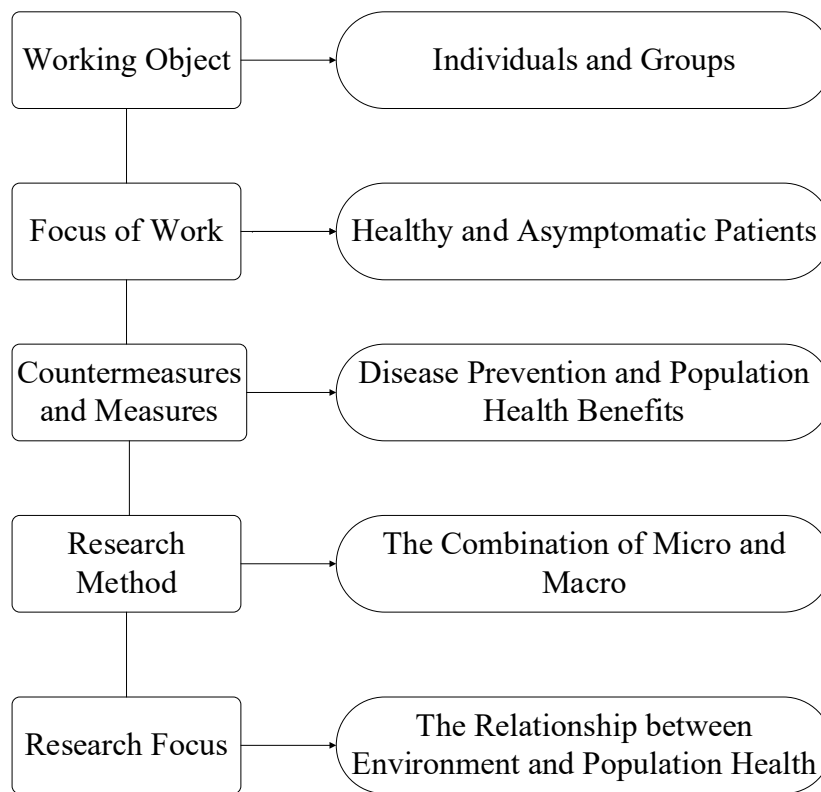 Working Object
Individuals and Groups
Focus of Work
Healthy and Asymptomatic Patients
Countermeasures
and Measures
Disease Prevention and Population
Health Benefits
Research
Method
The Combination of Micro and
Macro
Research Focus
The Relationship between
Environment and Population Health